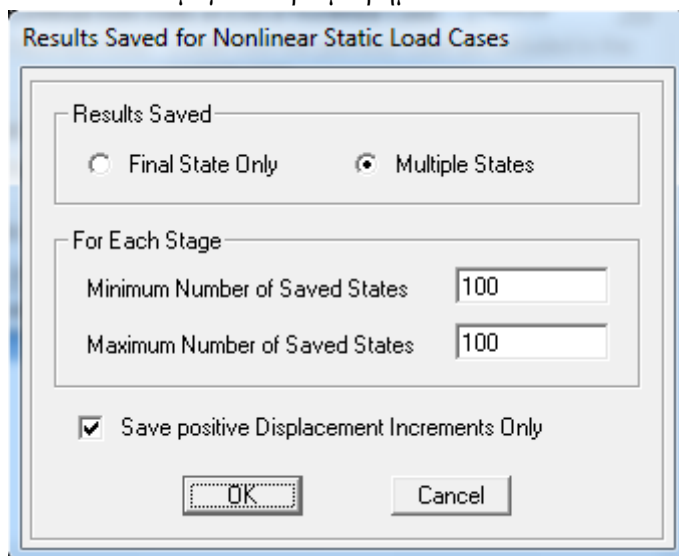 Results Saved for Nonlinear Static Load Cases
Results Saved
Final State Only
Multiple States
For Each Stage
Minimum Number of Saved States 100
Maximum Number of Saved States 100
Save positive Displacement Increments Only
OK Cancel